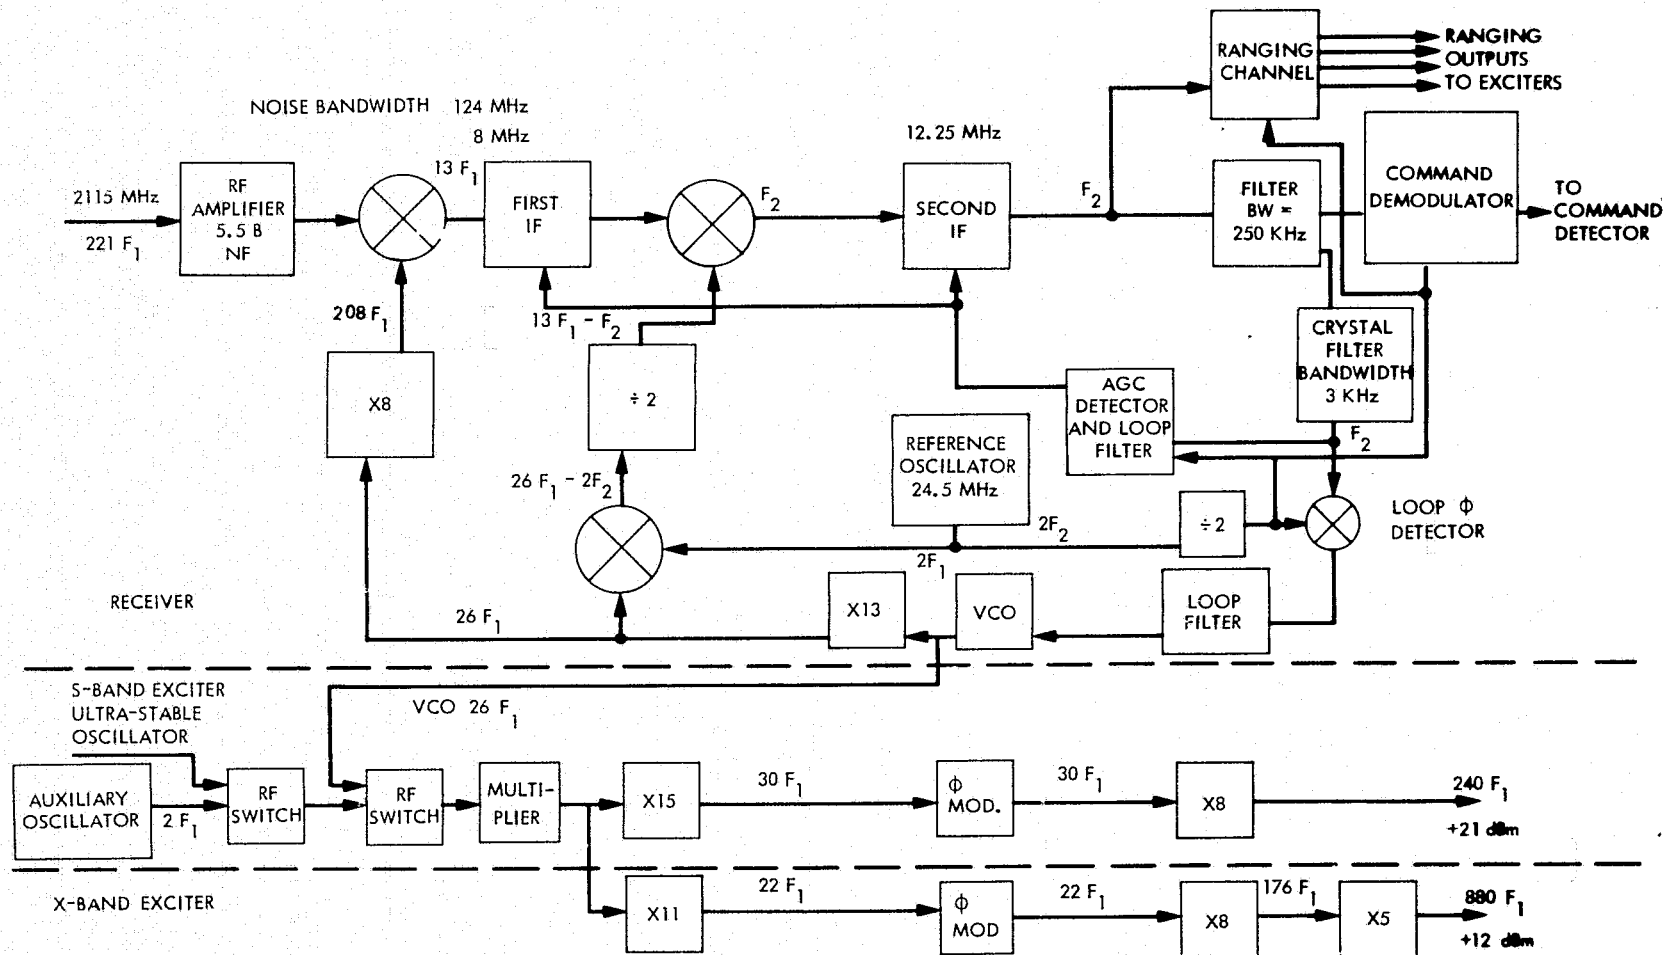 NOISE BANDWIDTH 124 MHz
8 MHz
12.25 MHz
RANGING
CHANNEL
RANGING
OUTPUTS
TO EXCITERS
2115 MHz
221 F1
RF
AMPLIFIER
5.5 B
NF
13 F1
FIRST
IF
F2
SECOND
IF
F2
FILTER
BW =
250 KHz
COMMAND
DEMODULATOR
TO
COMMAND
DETECTOR
208 F1
13 F1 - F2
CRYSTAL
FILTER
BANDWIDTH
3 KHz
X8
÷ 2
AGC
DETECTOR
AND LOOP
FILTER
F2
REFERENCE
OSCILLATOR
24.5 MHz
26 F1 - 2F2
2F2
÷2
LOOP ϕ
DETECTOR
2F1
RECEIVER
26 F1
X13
VCO
LOOP
FILTER
S-BAND EXCITER
ULTRA-STABLE
OSCILLATOR
VCO 26 F1
AUXILIARY
OSCILLATOR
2 F1
RF
SWITCH
RF
SWITCH
MULTI-
PLIER
X15
30 F1
ϕ
MOD.
30 F1
X8
240 F1
+21 dBm
X-BAND EXCITER
X11
22 F1
ϕ
MOD
22 F1
X8
176 F1
X5
880 F1
+12 dBm